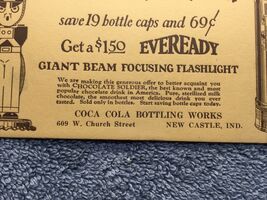 save 19 bottle caps and 69¢
Get a $1.50 EVEREADY
GIANT BEAM FOCUSING FLASHLIGHT
We are making this generous offer to better acquaint you
with CHOCOLATE SOLDIER, the best known and most
popular chocolate drink in America. Pure, sterilized milk
chocolate, the smoothest most delicious drink you ever
tasted. Sold only in bottles. Start saving bottle caps today.
COCA COLA BOTTLING WORKS
609 W. Church Street NEW CASTLE, IND.